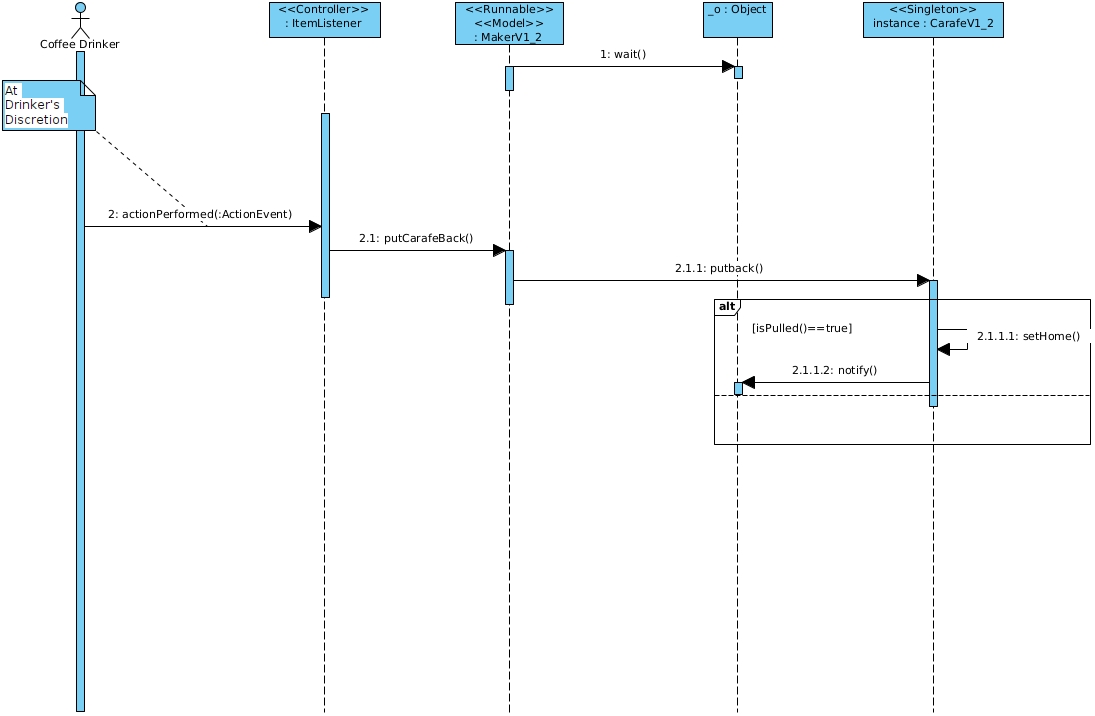 <<Controller>>
: ItemListener
<<Runnable>>
<<Model>>
: MakerV1_2
_o : Object
<<Singleton>>
instance : CarafeV1_2
Coffee Drinker
1: wait()
At
Drinker's
Discretion
2: actionPerformed(:ActionEvent)
2.1: putCarafeBack()
2.1.1: putback()
alt
[isPulled()==true]
2.1.1.1: setHome()
2.1.1.2: notify()